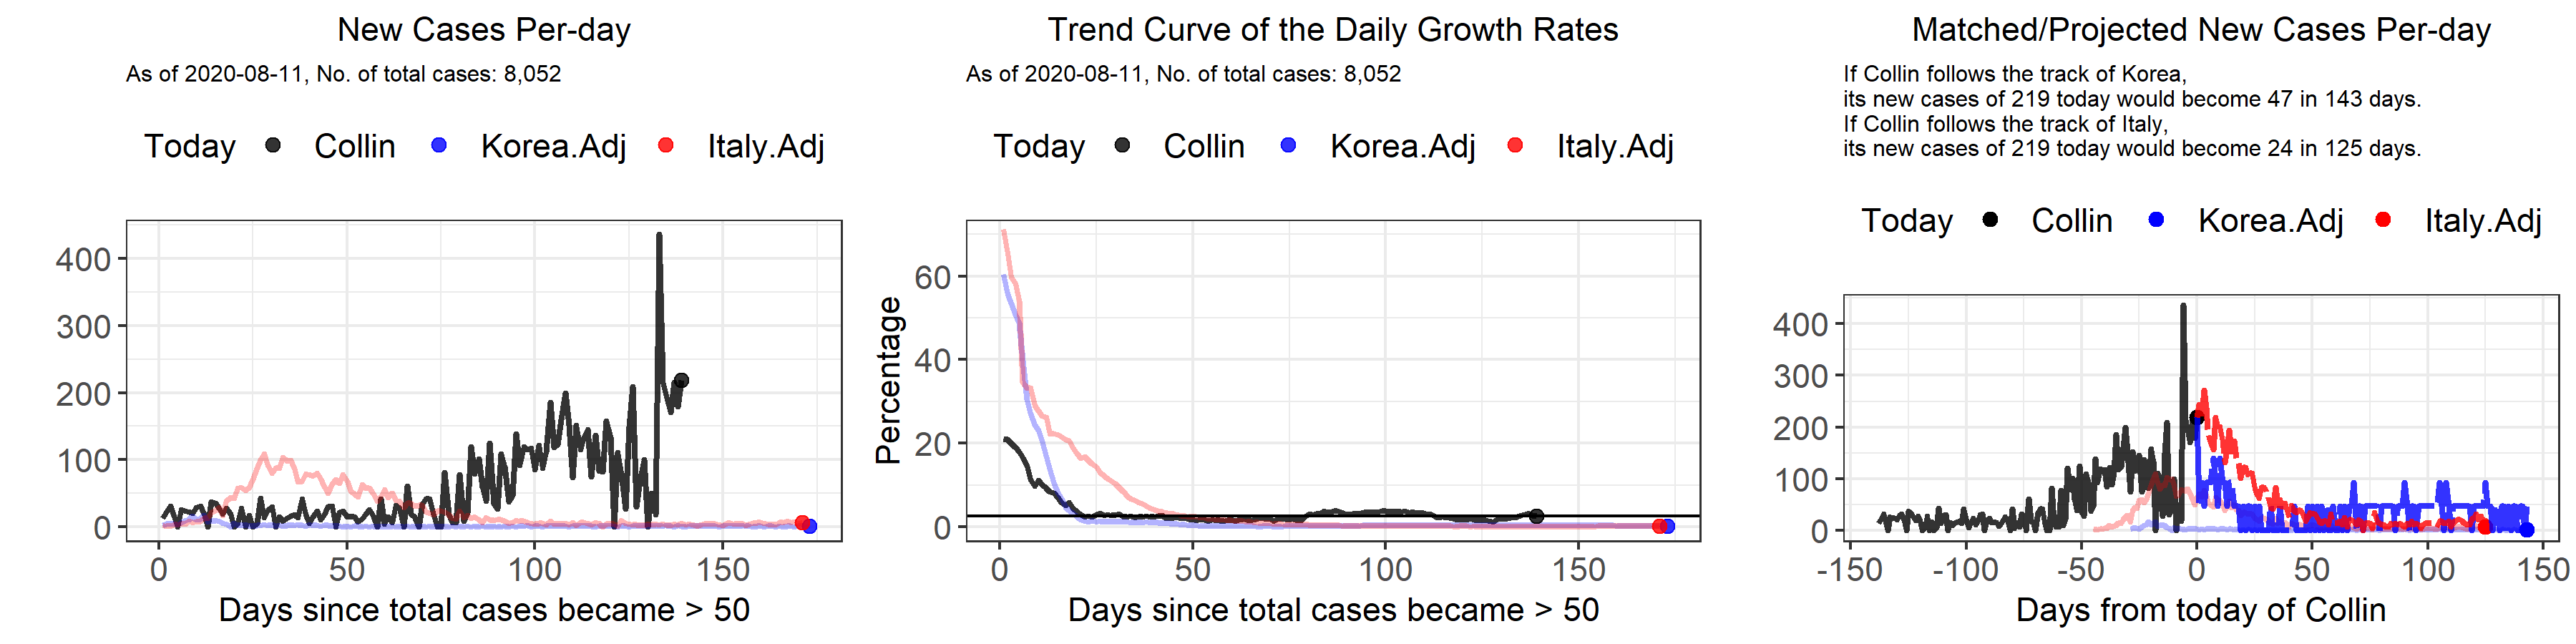 New Cases Per-day
As of 2020-08-11, No. of total cases: 8,052
Today Collin Korea.Adj Italy.Adj
400
300
200
100
0
0 50 100 150
Days since total cases became > 50
Trend Curve of the Daily Growth Rates
As of 2020-08-11, No. of total cases: 8,052
Today Collin Korea.Adj Italy.Adj
Percentage
60
40
20
0
0 50 100 150
Days since total cases became > 50
Matched/Projected New Cases Per-day
If Collin follows the track of Korea,
its new cases of 219 today would become 47 in 143 days.
If Collin follows the track of Italy,
its new cases of 219 today would become 24 in 125 days.
Today Collin Korea.Adj Italy.Adj
400
300
200
100
0
-150 -100 -50 0 50 100 150
Days from today of Collin